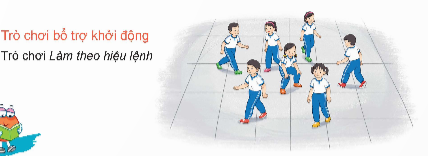 Trò chơi bổ trợ khởi động
Trò chơi Làm theo hiệu lệnh